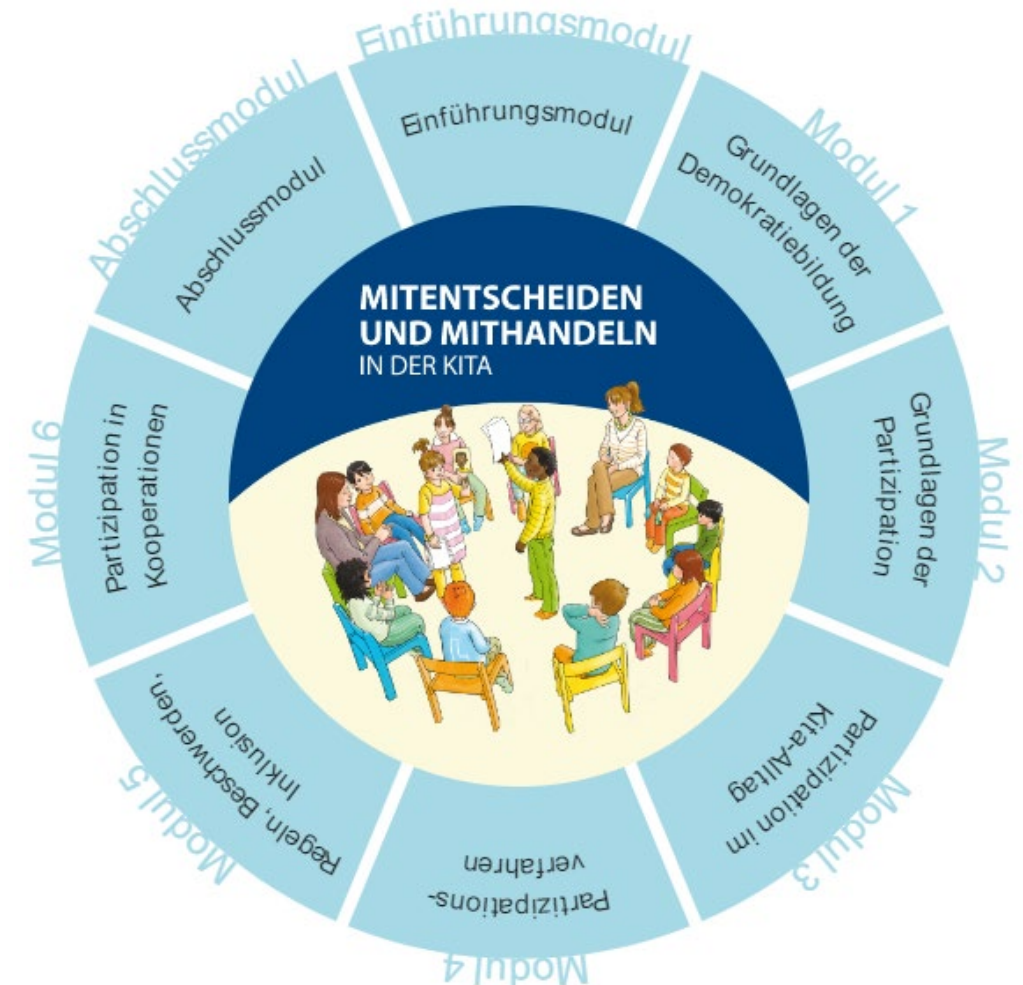 MITENTSCHEIDEN
UND MITHANDELN
IN DER KITA
Einführungsmodul
Einführungsmodul
Modul 1
Grundlagen der
Demokratiebildung
Modul 2
Grundlagen der
Partizipation
Modul 3
Partizipation im
Kita-Alltag
Modul 4
Partizipations-
verfahren
Modul 5
Regeln, Beschwerden,
Inklusion
Modul 6
Partizipation in
Kooperationen
Abschlussmodul
Abschlussmodul